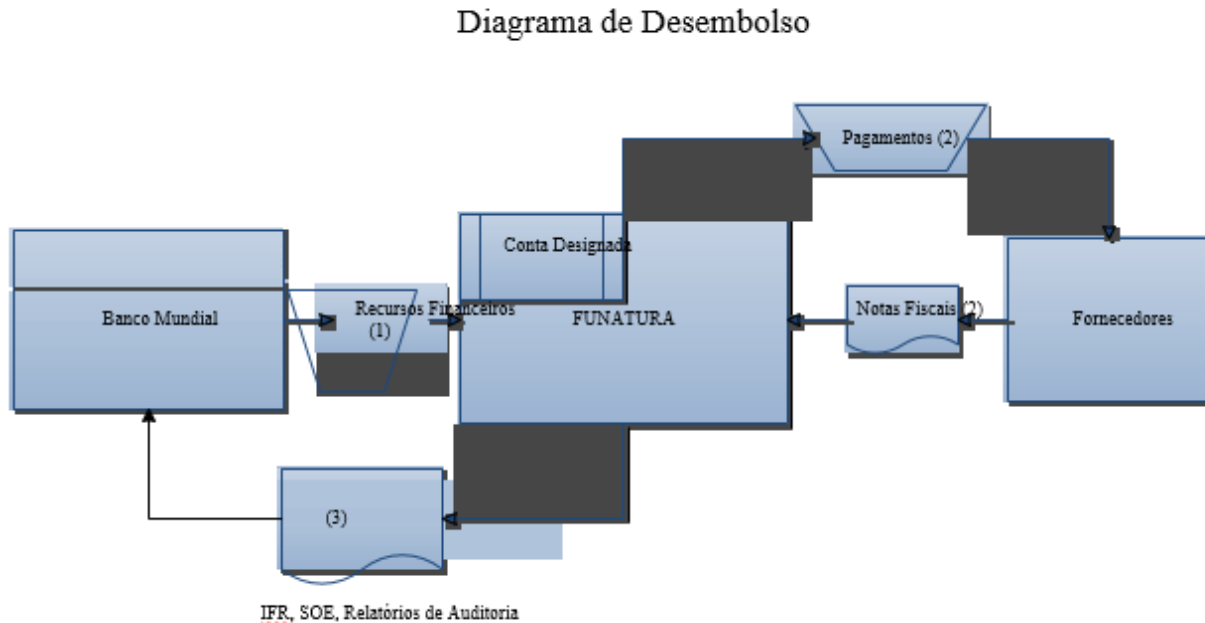 Diagrama de Desembolso
Pagamentos (2)
Conta Designada
Banco Mundial
Recursos Financeiros
(1)
FUNATURA
Notas Fiscais (2)
Fornecedores
(3)
IFR, SOE, Relatórios de Auditoria